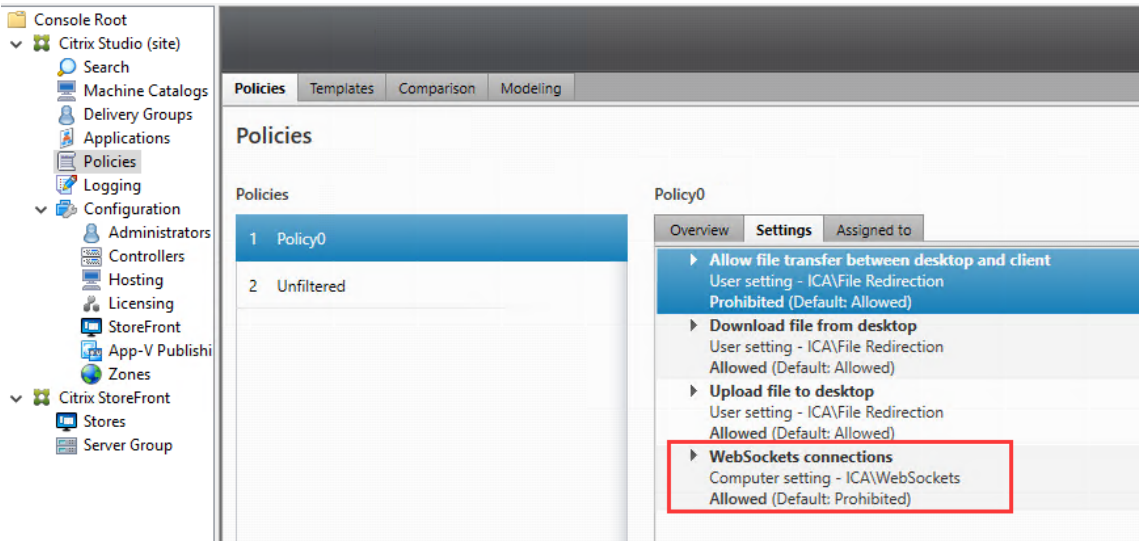 Console Root
Citrix Studio (site)
Search
Machine Catalogs
Delivery Groups
Applications
Policies
Logging
Configuration
Administrators
Controllers
Hosting
Licensing
StoreFront
App-V Publishi
Zones
Citrix StoreFront
Stores
Server Group
Policies Templates Comparison Modeling
Policies
Policies
1 Policy0
2 Unfiltered
Policy0
Overview Settings Assigned to
Allow file transfer between desktop and client
User setting - ICA\File Redirection
Prohibited (Default: Allowed)
Download file from desktop
User setting - ICA\File Redirection
Allowed (Default: Allowed)
Upload file to desktop
User setting - ICA\File Redirection
Allowed (Default: Allowed)
WebSockets connections
Computer setting - ICA\WebSockets
Allowed (Default: Prohibited)